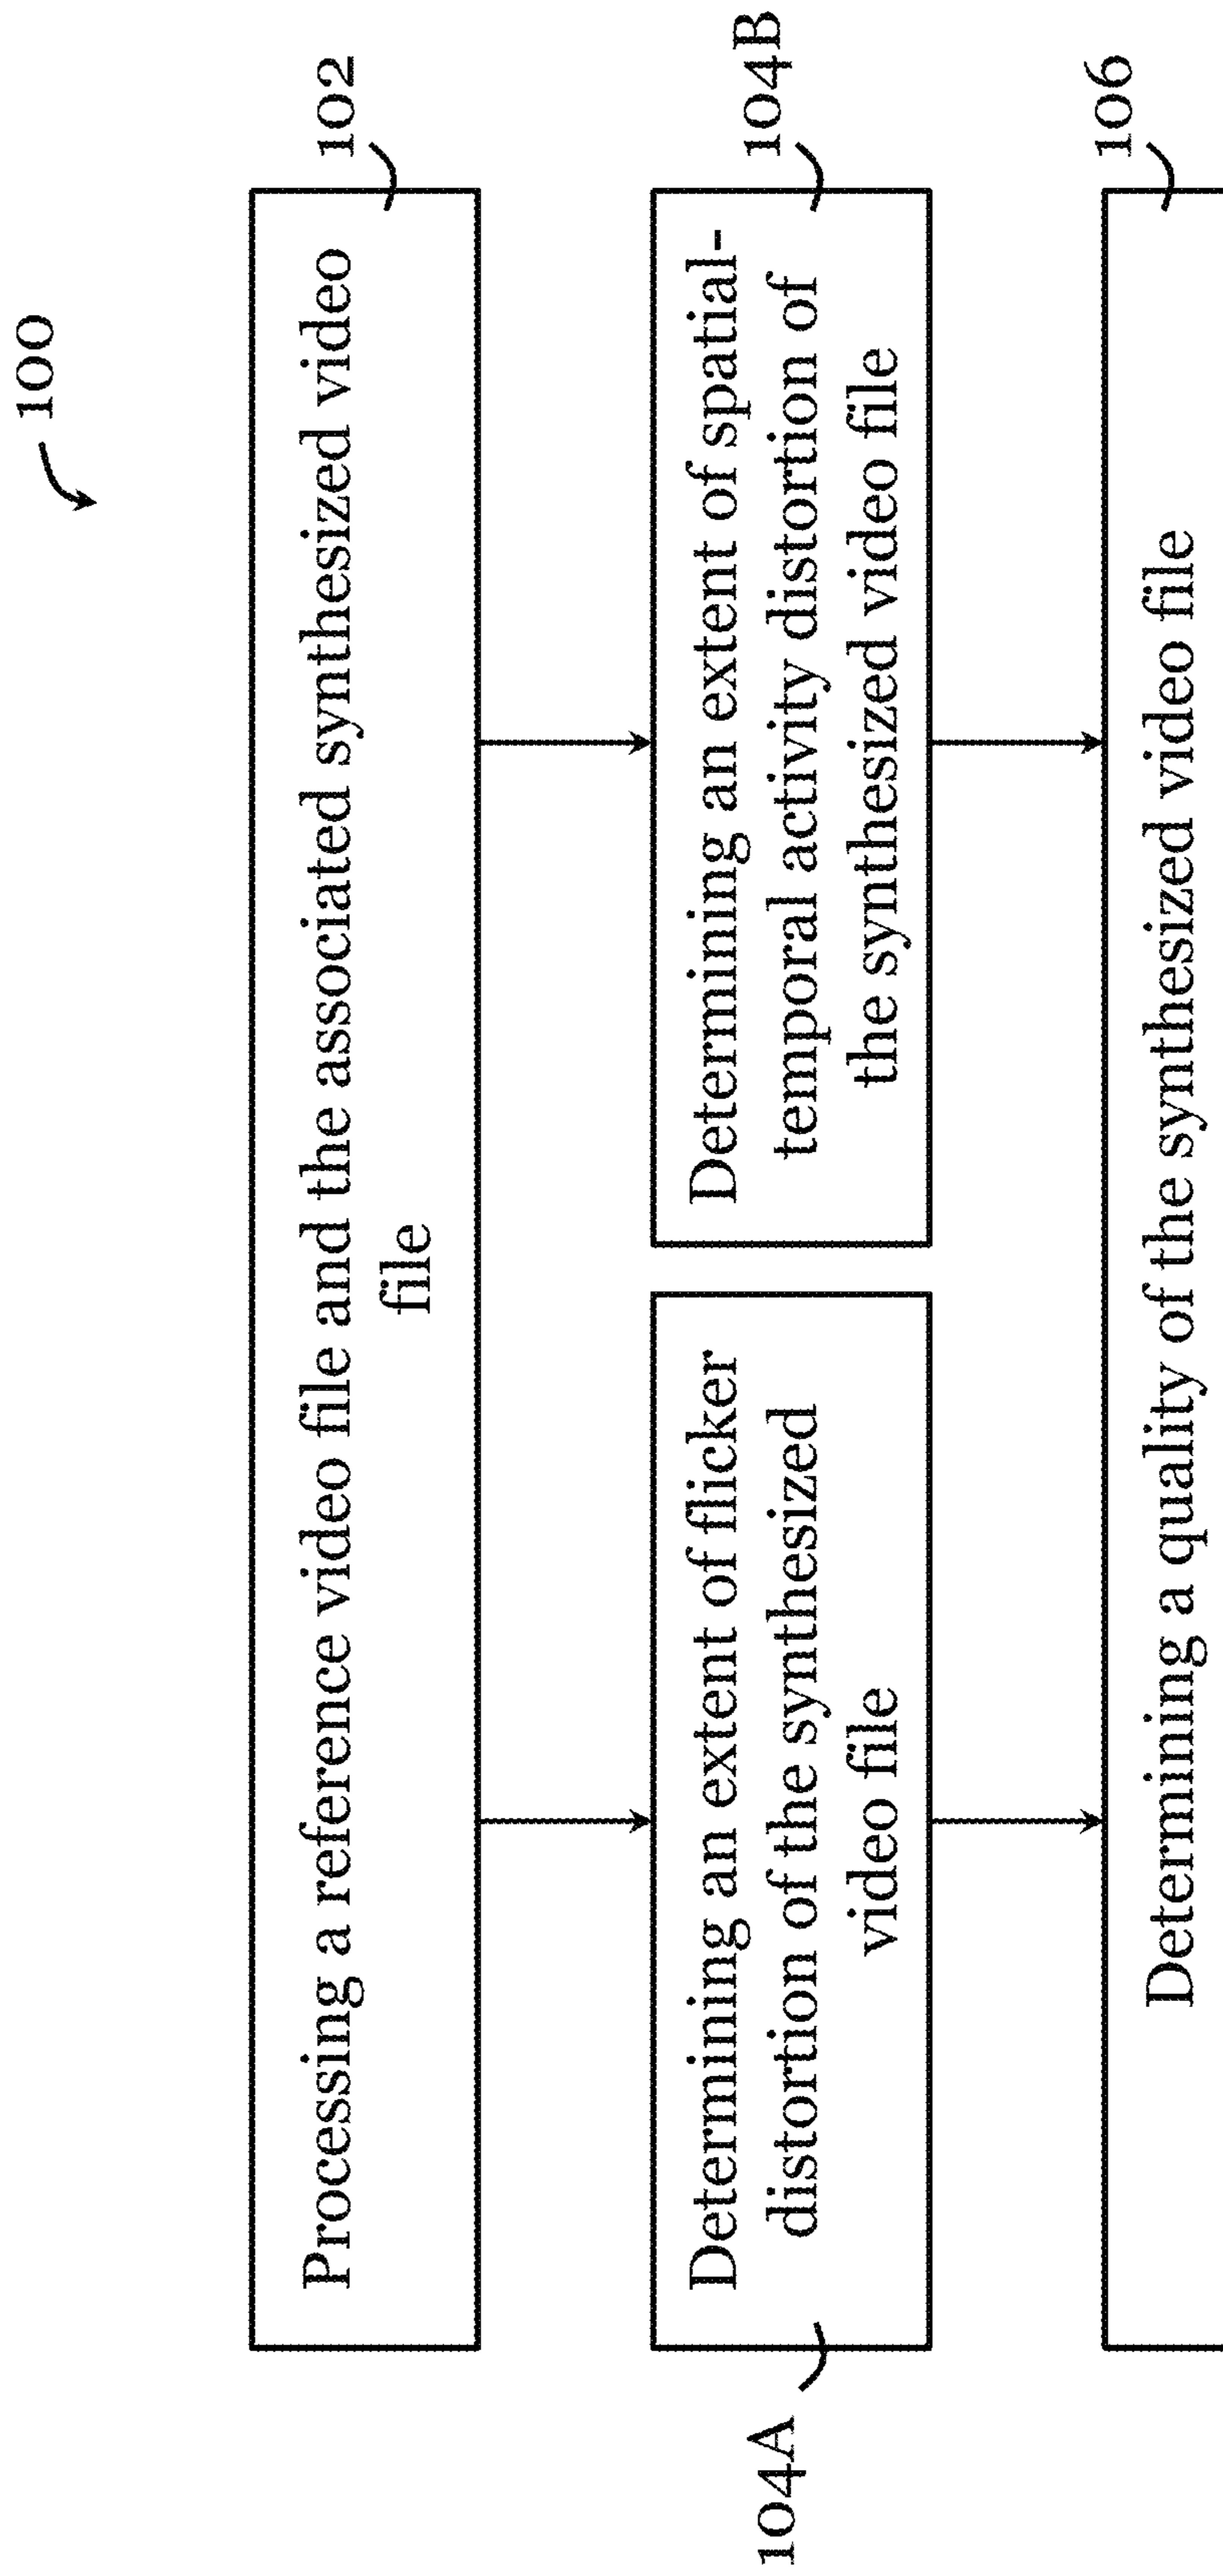 100
102
Processing a reference video file and the associated synthesized video
file
104A
Determining an extent of flicker
distortion of the synthesized
video file
104B
Determining an extent of spatial-
temporal activity distortion of
the synthesized video file
106
Determining a quality of the synthesized video file